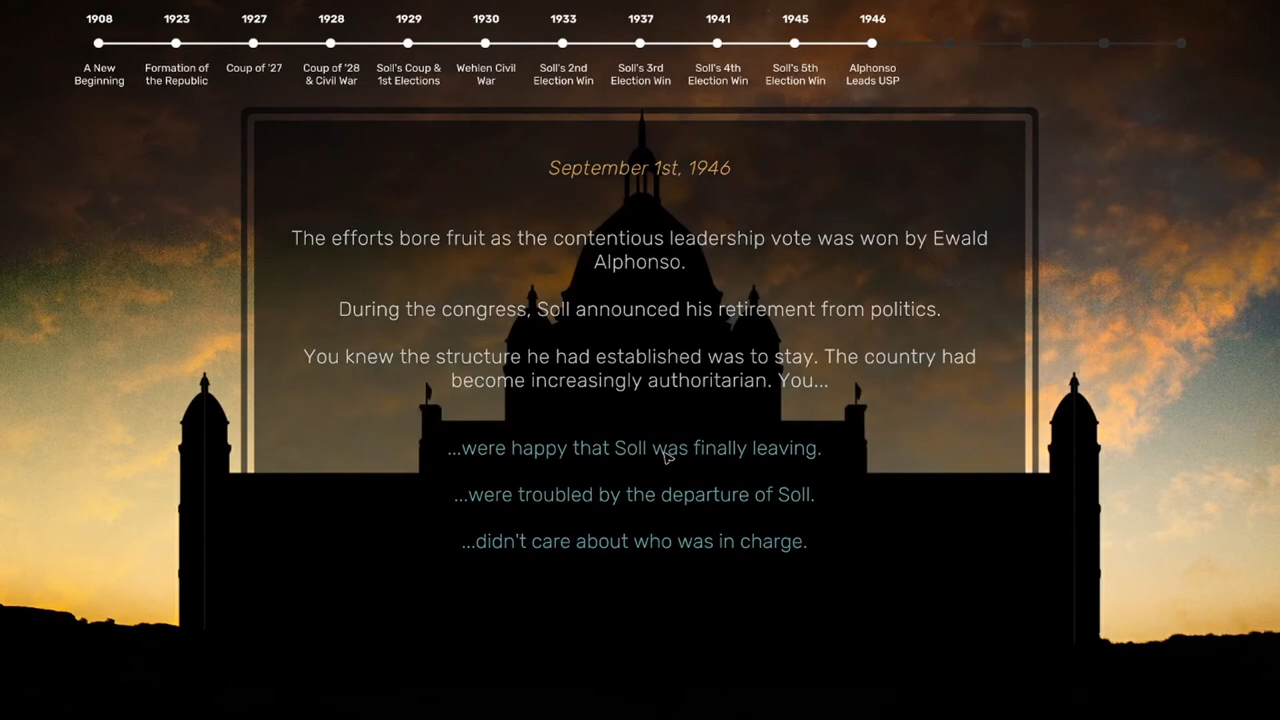 1908 1923 1927 1928 1929 1930 1933 1937 1941 1945 1946
A New Beginning
Formation of the Republic
Coup of '27
Coup of '28 & Civil War
Soll's Coup & 1st Elections
Wehlen Civil War
Soll's 2nd Election Win
Soll's 3rd Election Win
Soll's 4th Election Win
Soll's 5th Election Win
Alphonso Leads USP
September 1st, 1946
The efforts bore fruit as the contentious leadership vote was won by Ewald
Alphonso.
During the congress, Soll announced his retirement from politics.
You knew the structure he had established was to stay. The country had
become increasingly authoritarian. You...
...were happy that Soll was finally leaving.
...were troubled by the departure of Soll.
...didn't care about who was in charge.